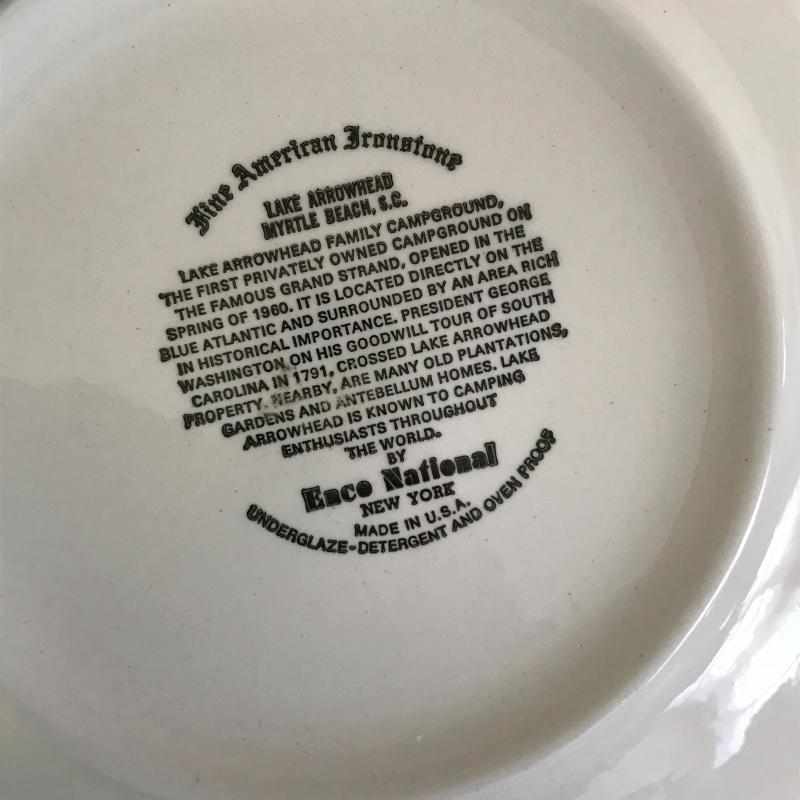 Fine American Ironstone
LAKE ARROWHEAD
MYRTLE BEACH, S.C.
LAKE ARROWHEAD FAMILY CAMPGROUND,
THE FIRST PRIVATELY OWNED CAMPGROUND ON
THE FAMOUS GRAND STRAND, OPENED IN THE
SPRING OF 1960. IT IS LOCATED DIRECTLY ON THE
BLUE ATLANTIC AND SURROUNDED BY AN AREA RICH
IN HISTORICAL IMPORTANCE. PRESIDENT GEORGE
WASHINGTON ON HIS GOODWILL TOUR OF SOUTH
CAROLINA IN 1791, CROSSED LAKE ARROWHEAD
PROPERTY. NEARBY, ARE MANY OLD PLANTATIONS,
GARDENS AND ANTEBELLUM HOMES. LAKE
ARROWHEAD IS KNOWN TO CAMPING
ENTHUSIASTS THROUGHOUT
THE WORLD.
BY
Enco National
NEW YORK
MADE IN U.S.A.
UNDERGLAZE-DETERGENT AND OVEN PROOF